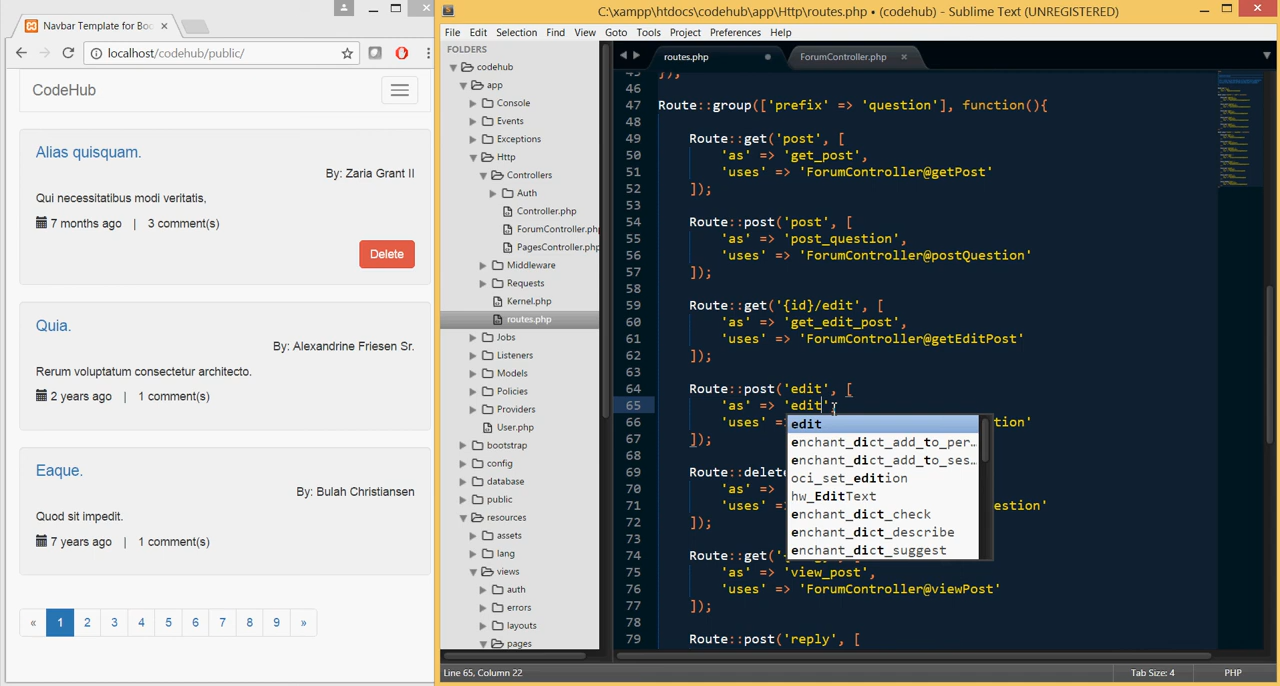 Navbar Template for Boo
localhost/codehub/public/
CodeHub
Alias quisquam.
By: Zaria Grant II
Qui necessitatibus modi veritatis,
7 months ago | 3 comment(s)
Delete
Quia.
By: Alexandrine Friesen Sr.
Rerum voluptatum consectetur architecto.
2 years ago | 1 comment(s)
Eaque.
By: Bulah Christiansen
Quod sit impedit.
7 years ago | 1 comment(s)
« 1 2 3 4 5 6 7 8 9 »
C:\xampp\htdocs\codehub\app\Http\routes.php • (codehub) - Sublime Text (UNREGISTERED)
File Edit Selection Find View Goto Tools Project Preferences Help
FOLDERS
codehub
app
Console
Events
Exceptions
Http
Controllers
Auth
Controller.php
ForumController.php
PagesController.php
Middleware
Requests
Kernel.php
routes.php
Jobs
Listeners
Models
Policies
Providers
User.php
bootstrap
config
database
public
resources
assets
lang
views
auth
errors
layouts
pages
routes.php
ForumController.php
45 });
46
47 Route::group(['prefix' => 'question'], function(){
48
49 Route::get('post', [
50 'as' => 'get_post',
51 'uses' => 'ForumController@getPost'
52 ]);
53
54 Route::post('post', [
55 'as' => 'post_question',
56 'uses' => 'ForumController@postQuestion'
57 ]);
58
59 Route::get('{id}/edit', [
60 'as' => 'get_edit_post',
61 'uses' => 'ForumController@getEditPost'
62 ]);
63
64 Route::post('edit', [
65 'as' => 'edit',
66 'uses' = tion'
67 ]);
68
69 Route::delete
70 'as' =>
71 'uses' = estion'
72 ]);
73
74 Route::get(
75 'as' => 'view_post',
76 'uses' => 'ForumController@viewPost'
77 ]);
78
79 Route::post('reply', [
edit
enchant_dict_add_to_per...
enchant_dict_add_to_ses...
oci_set_edition
hw_EditText
enchant_dict_check
enchant_dict_describe
enchant_dict_suggest
Line 65, Column 22
Tab Size: 4
PHP